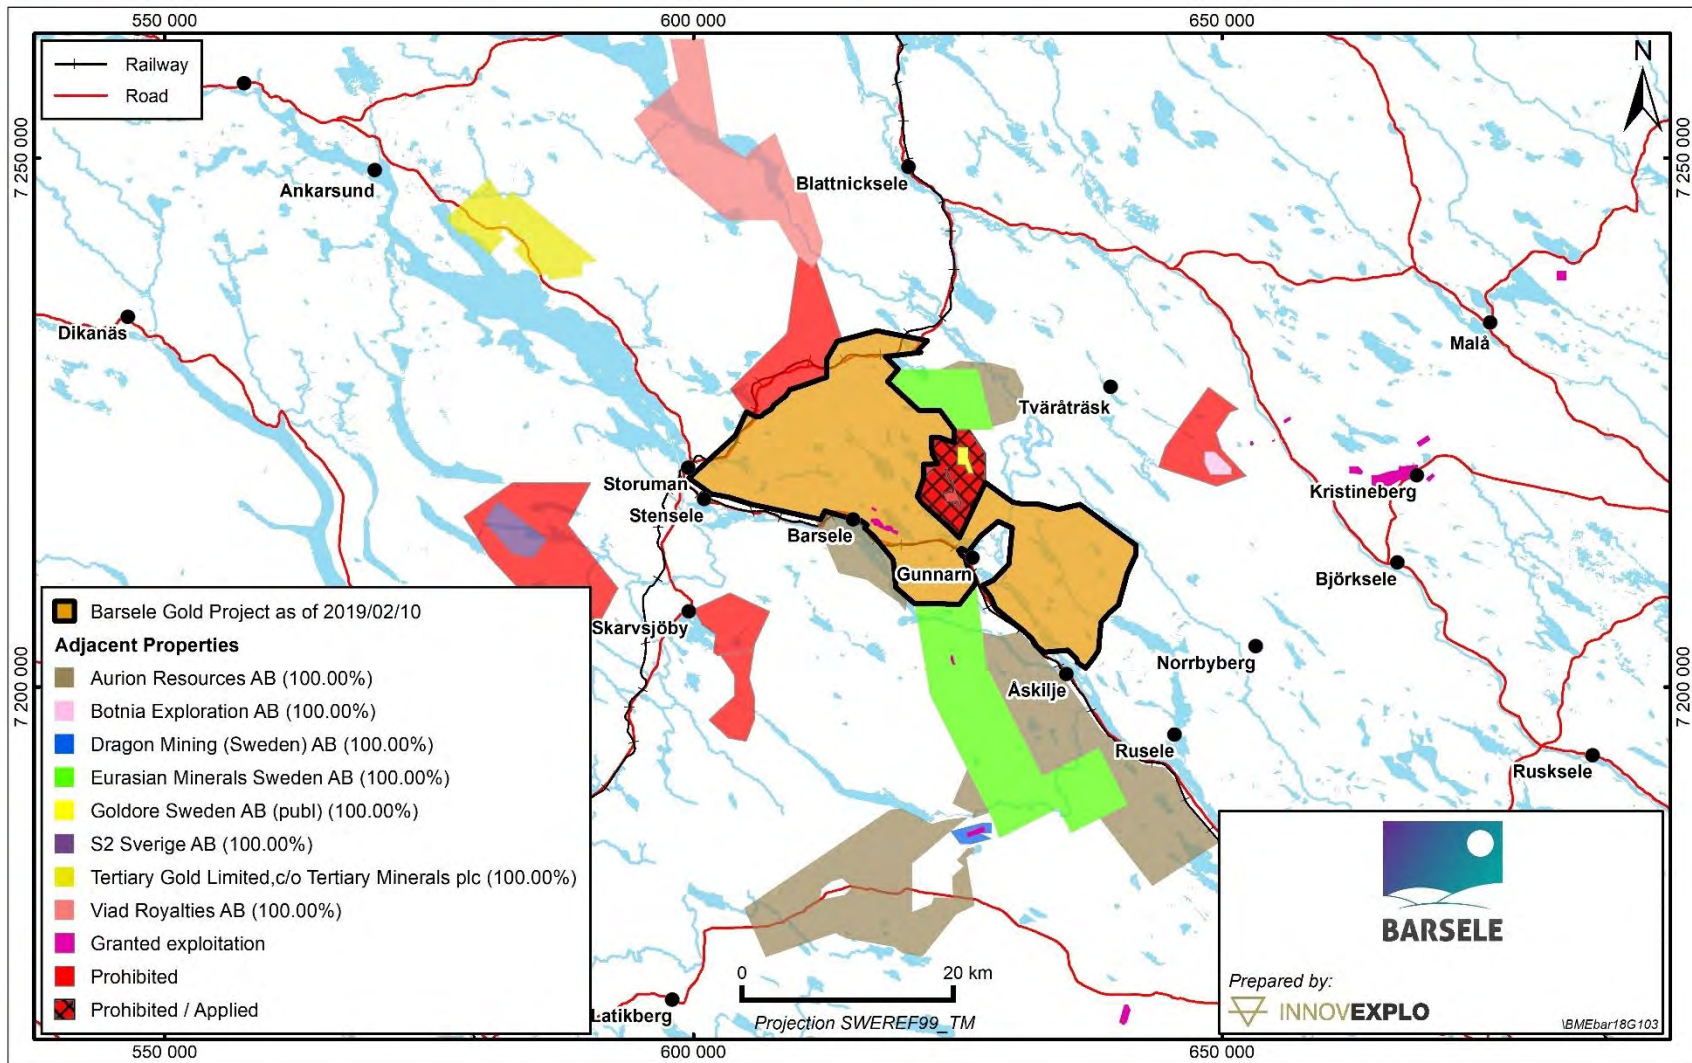 550 000
600 000
650 000
Railway
Road
N
7 250 000
7 250 000
Ankarsund
Blattnicksele
Dikanäs
Malå
Tväråträsk
Storuman
Stensele
Kristineberg
Barsele
Gunnarn
Björksele
Skarvsjöby
Norrbyberg
Åskilje
Rusele
Rusksele
7 200 000
7 200 000
Barsele Gold Project as of 2019/02/10
Adjacent Properties
Aurion Resources AB (100.00%)
Botnia Exploration AB (100.00%)
Dragon Mining (Sweden) AB (100.00%)
Eurasian Minerals Sweden AB (100.00%)
Goldore Sweden AB (publ) (100.00%)
S2 Sverige AB (100.00%)
Tertiary Gold Limited,c/o Tertiary Minerals plc (100.00%)
Viad Royalties AB (100.00%)
Granted exploitation
Prohibited
Prohibited / Applied
Latikberg
0 20 km
Projection SWEREF99_TM
BARSELE
Prepared by:
INNOVEXPLO
\BMEbar18G103
550 000
600 000
650 000